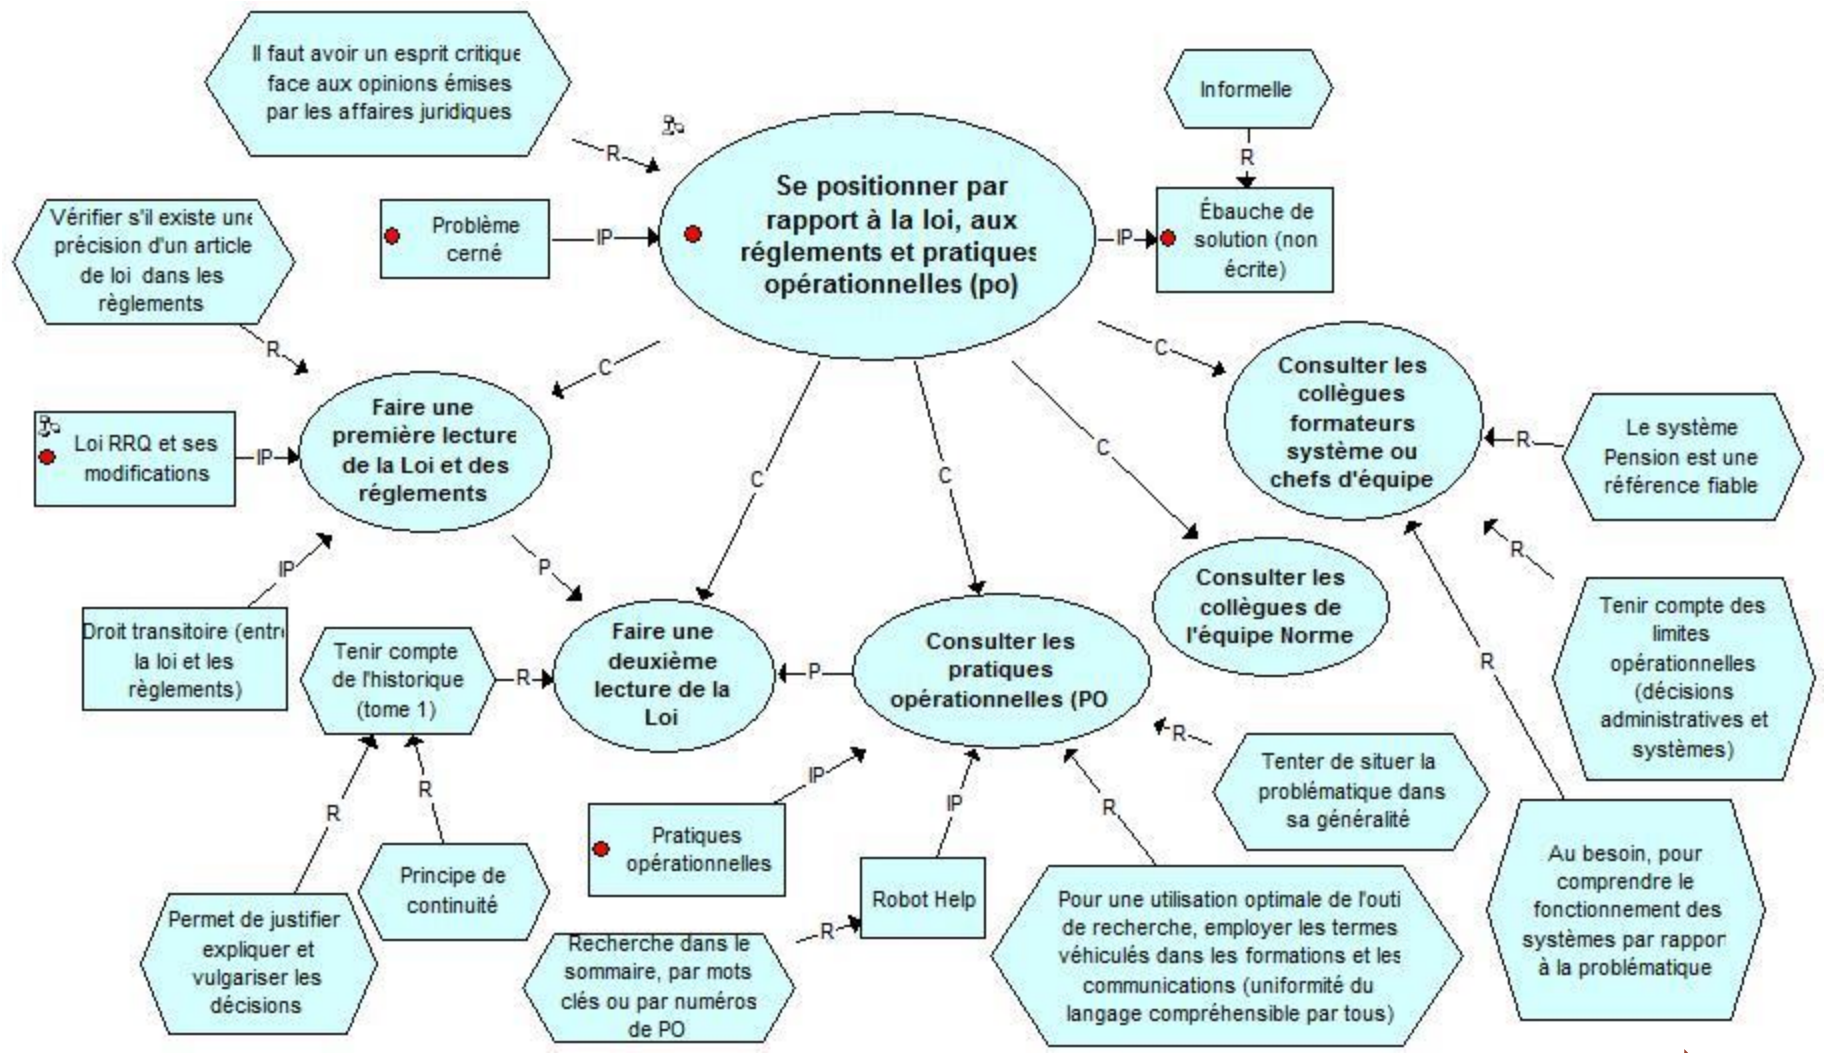 Il faut avoir un esprit critique
face aux opinions émises
par les affaires juridiques
R
Informelle
R
Se positionner par
rapport à la loi, aux
réglements et pratiques
opérationnelles (po)
Problème
cerné
IP
IP
Ébauche de
solution (non
écrite)
Vérifier s'il existe une
précision d'un article
de loi dans les
règlements
R
C
C
C
C
C
Faire une
première lecture
de la Loi et des
réglements
Loi RRQ et ses
modifications
IP
IP
P
Droit transitoire (entre
la loi et les
règlements)
Consulter les
collègues
formateurs
système ou
chefs d'équipe
R
Le système
Pension est une
référence fiable
R
R
Tenir compte des
limites
opérationnelles
(décisions
administratives et
systèmes)
Consulter les
collègues de
l'équipe Norme
Tenir compte
de l'historique
(tome 1)
R
Faire une
deuxième
lecture de la
Loi
P
Consulter les
pratiques
opérationnelles (PO
R
Tenter de situer la
problématique dans
sa généralité
R
R
IP
IP
R
Principe de
continuité
Permet de justifier
expliquer et
vulgariser les
décisions
Pratiques
opérationnelles
Robot Help
R
Recherche dans le
sommaire, par mots
clés ou par numéros
de PO
Pour une utilisation optimale de l'outi
de recherche, employer les termes
véhiculés dans les formations et les
communications (uniformité du
langage compréhensible par tous)
Au besoin, pour
comprendre le
fonctionnement des
systèmes par rapport
à la problématique